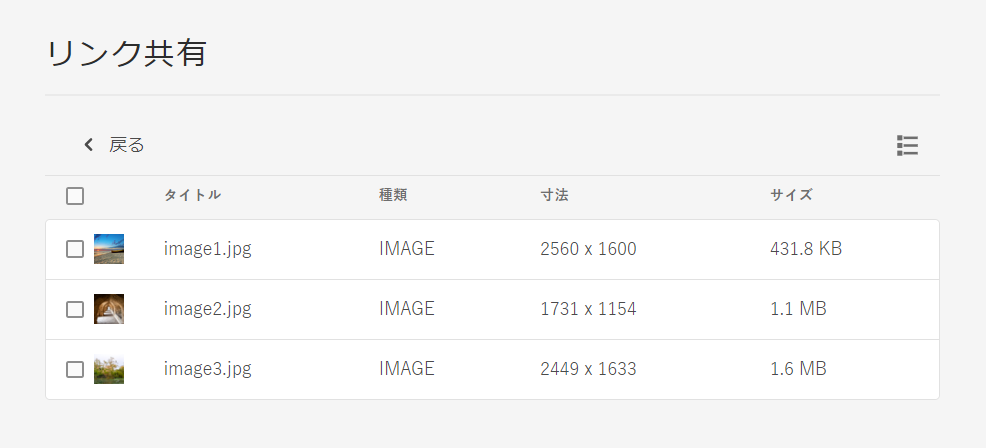 リンク共有
戻る
タイトル 種類 寸法 サイズ
image1.jpg IMAGE 2560 x 1600 431.8 KB
image2.jpg IMAGE 1731 x 1154 1.1 MB
image3.jpg IMAGE 2449 x 1633 1.6 MB